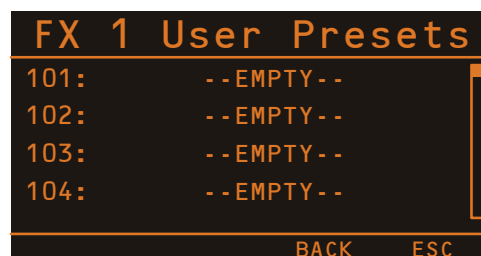 FX 1 User Presets
101: --EMPTY--
102: --EMPTY--
103: --EMPTY--
104: --EMPTY--
BACK ESC